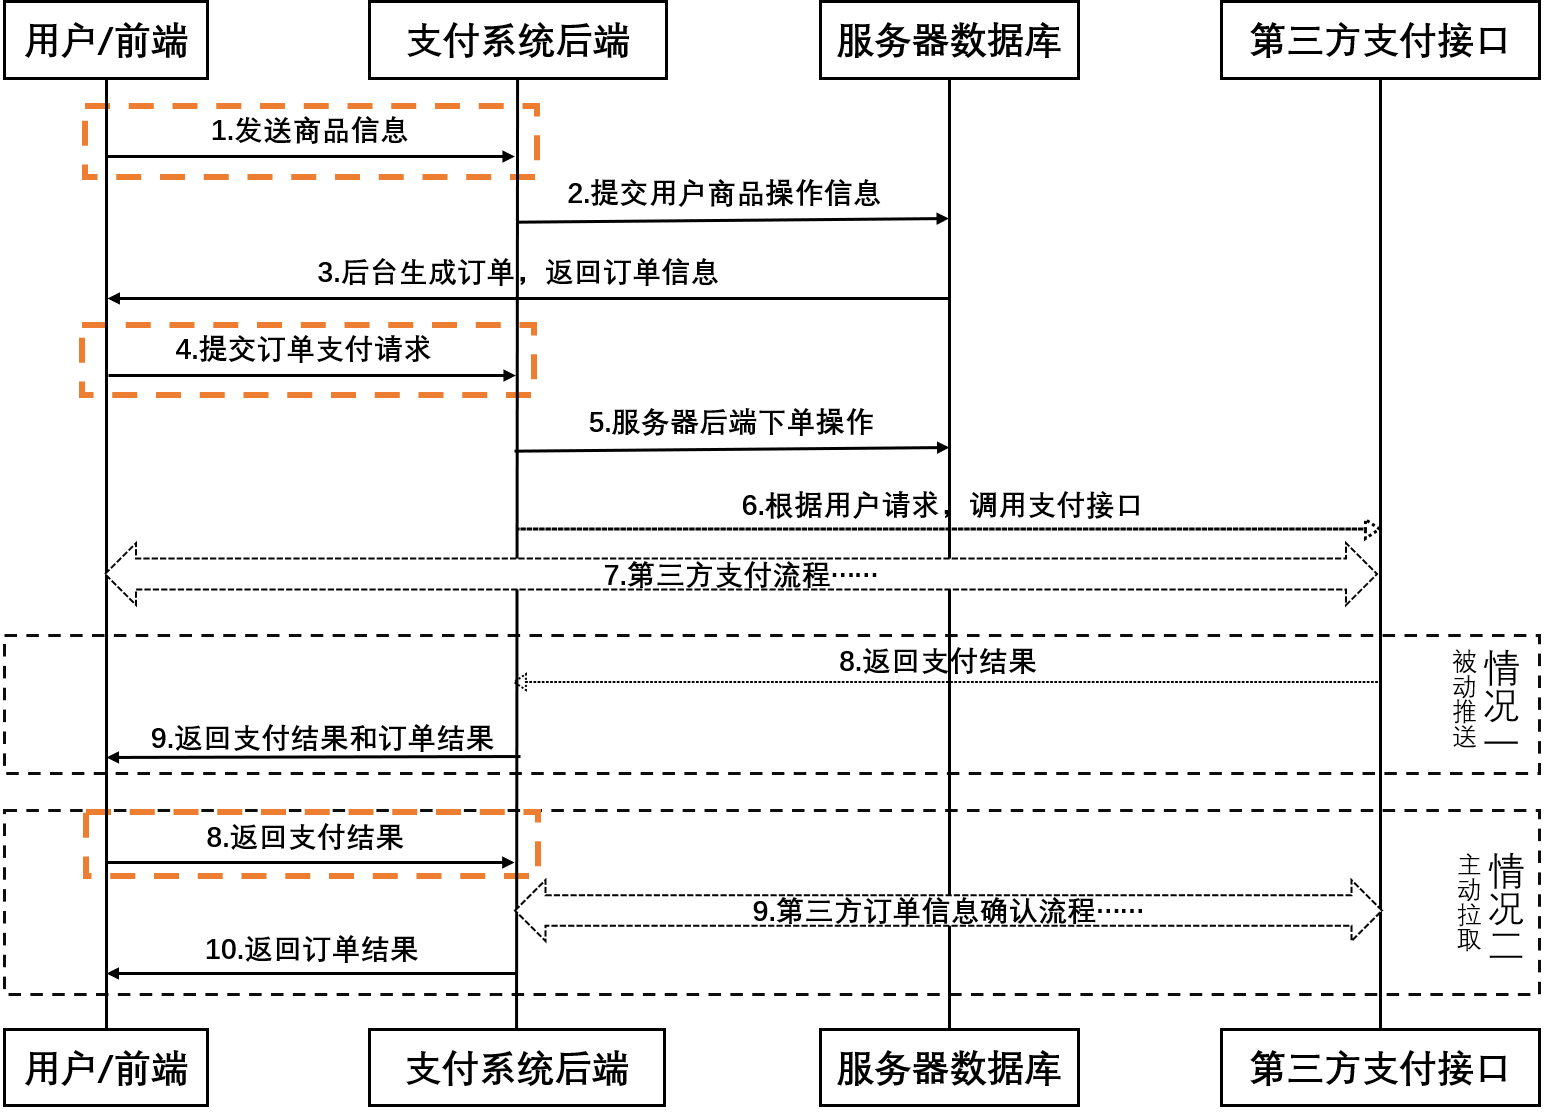 用户/前端
支付系统后端
服务器数据库
第三方支付接口
1.发送商品信息
2.提交用户商品操作信息
3.后台生成订单，返回订单信息
4.提交订单支付请求
5.服务器后端下单操作
6.根据用户请求，调用支付接口
7.第三方支付流程……
8.返回支付结果
9.返回支付结果和订单结果
情况一
被动推送
8.返回支付结果
9.第三方订单信息确认流程……
10.返回订单结果
情况二
主动拉取
用户/前端
支付系统后端
服务器数据库
第三方支付接口